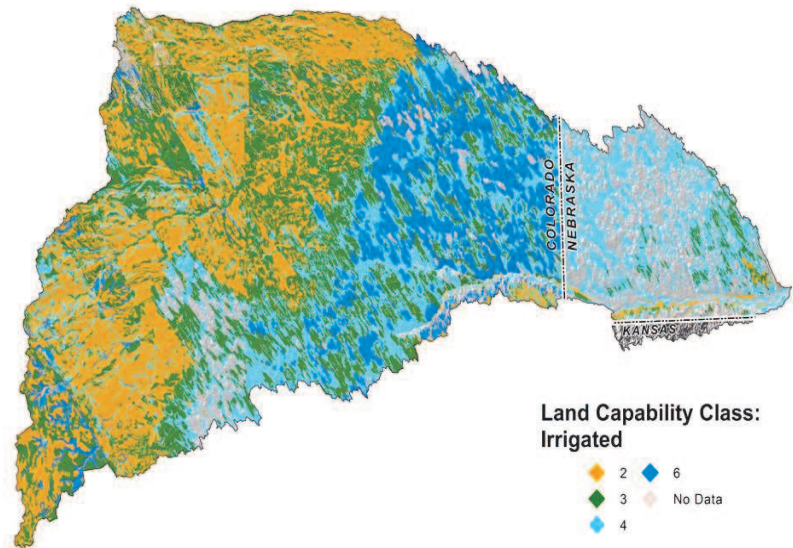 COLORADO
NEBRASKA
KANSAS
Land Capability Class:
Irrigated
2
6
3
No Data
4